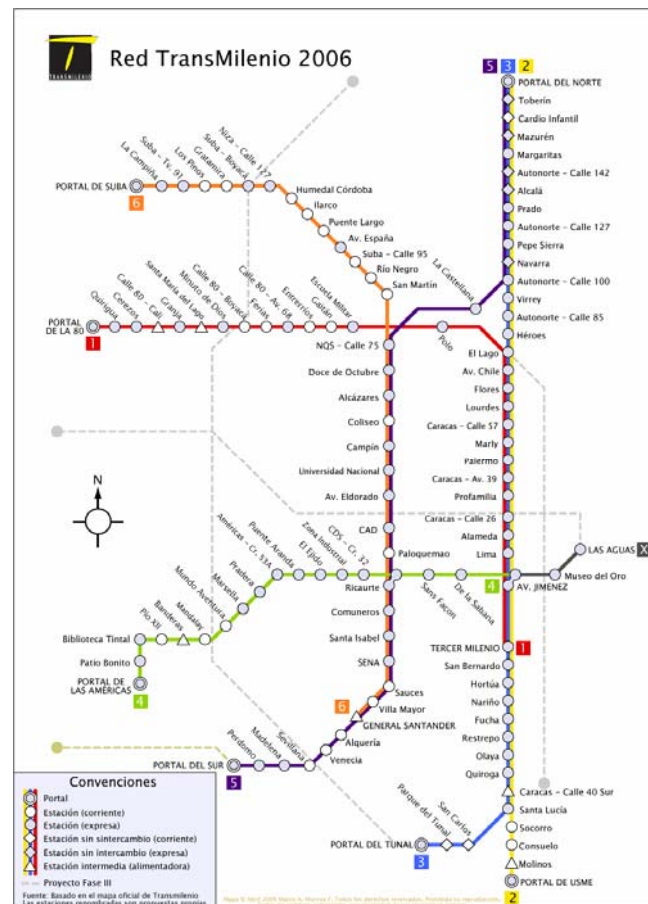 TRANSMILENIO
Red TransMilenio 2006
5 3 2
PORTAL DEL NORTE
Toberín
Cardio Infantil
Mazurén
Margaritas
Autonorte - Calle 142
Alcalá
Prado
Autonorte - Calle 127
Pepe Sierra
Navarra
Autonorte - Calle 100
Virrey
Autonorte - Calle 85
Héroes
El Lago
Av. Chile
Flores
Lourdes
Caracas - Calle 57
Marly
Palermo
Caracas - Av. 39
Profamilia
Caracas - Calle 26
Alameda
Lima
AV. JIMENEZ
TERCER MILENIO
1
San Bernardo
Hortúa
Nariño
Fucha
Restrepo
Olaya
Quiroga
Caracas - Calle 40 Sur
Santa Lucía
Socorro
Consuelo
Molinos
PORTAL DE USME
2
PORTAL DE SUBA
6
La Campiña
Suba - Tv. 91
Los Pinos
Gratamira
Suba - Boyacá
Niza - Calle 127
Humedal Córdoba
Ilarco
Puente Largo
Av. España
Suba - Calle 95
Río Negro
San Martín
La Castellana
PORTAL
DE LA 80
1
Quirigua
Cerezos
Calle 80 - Cali
Granja
Santa María del Lago
Minuto de Dios
Calle 80 - Boyacá
Ferias
Calle 80 - Av. 68
Entrerríos
Gaitán
Escuela Militar
Polo
NQS - Calle 75
Doce de Octubre
Alcázares
Coliseo
Campín
Universidad Nacional
Av. Eldorado
CAD
Paloquemao
Ricaurte
Comuneros
Santa Isabel
SENA
Sauces
Villa Mayor
6
GENERAL SANTANDER
Alquería
Venecia
Sevillana
Madelena
Perdomo
PORTAL DEL SUR
5
N
LAS AGUAS X
Museo del Oro
4
De la Sabana
Sans Façon
CDS - Cr. 32
Zona Industrial
El Ejido
Puente Aranda
Américas - Cr. 53A
Pradera
Marsella
Mundo Aventura
Mandalay
Banderas
Pío XII
Biblioteca Tintal
Patio Bonito
PORTAL DE
LAS AMÉRICAS
4
San Carlos
Parque del Tunal
PORTAL DEL TUNAL
3
Convenciones
Portal
Estación (corriente)
Estación (expresa)
Estación sin sintercambio (corriente)
Estación sin intercambio (expresa)
Estación intermedia (alimentadora)
Proyecto Fase III
Fuente: Basado en el mapa oficial de Transmilenio
Las estaciones renombradas son propuestas propias